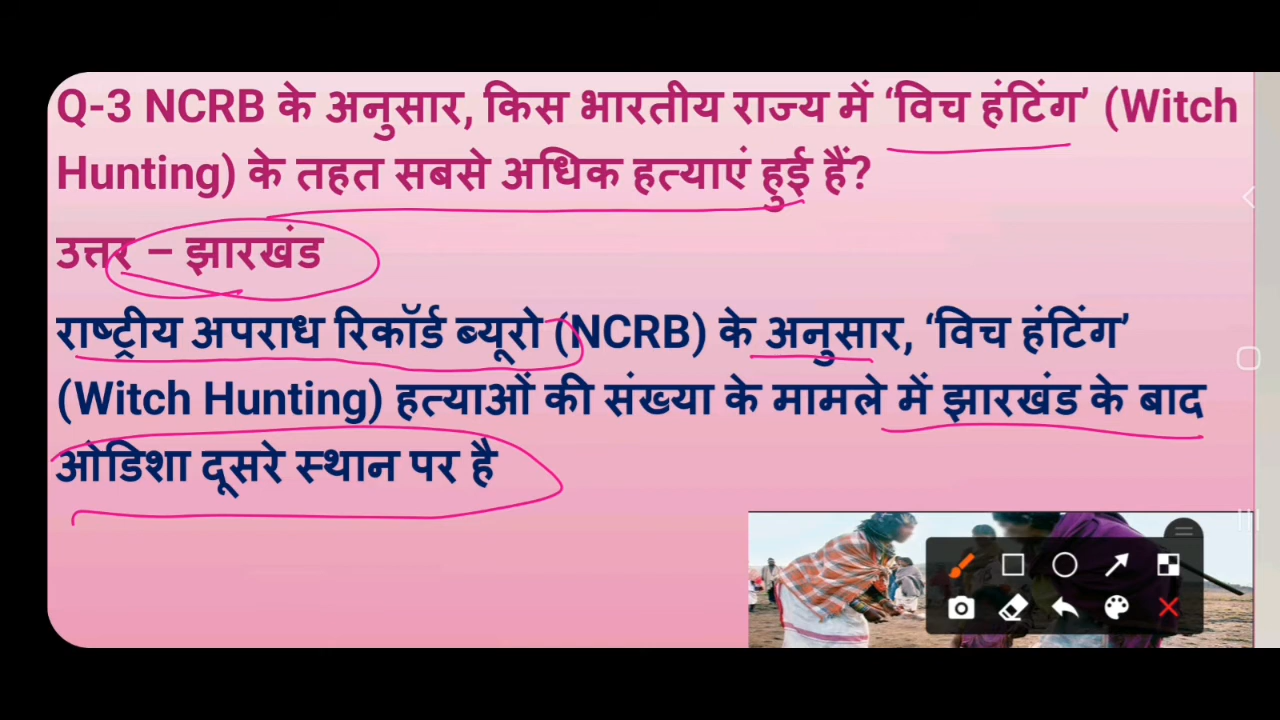 Q-3 NCRB के अनुसार, किस भारतीय राज्य में ‘विच हंटिंग’ (Witch
Hunting) के तहत सबसे अधिक हत्याएं हुई हैं?
उत्तर – झारखंड
राष्ट्रीय अपराध रिकॉर्ड ब्यूरो (NCRB) के अनुसार, ‘विच हंटिंग’
(Witch Hunting) हत्याओं की संख्या के मामले में झारखंड के बाद
ओडिशा दूसरे स्थान पर है